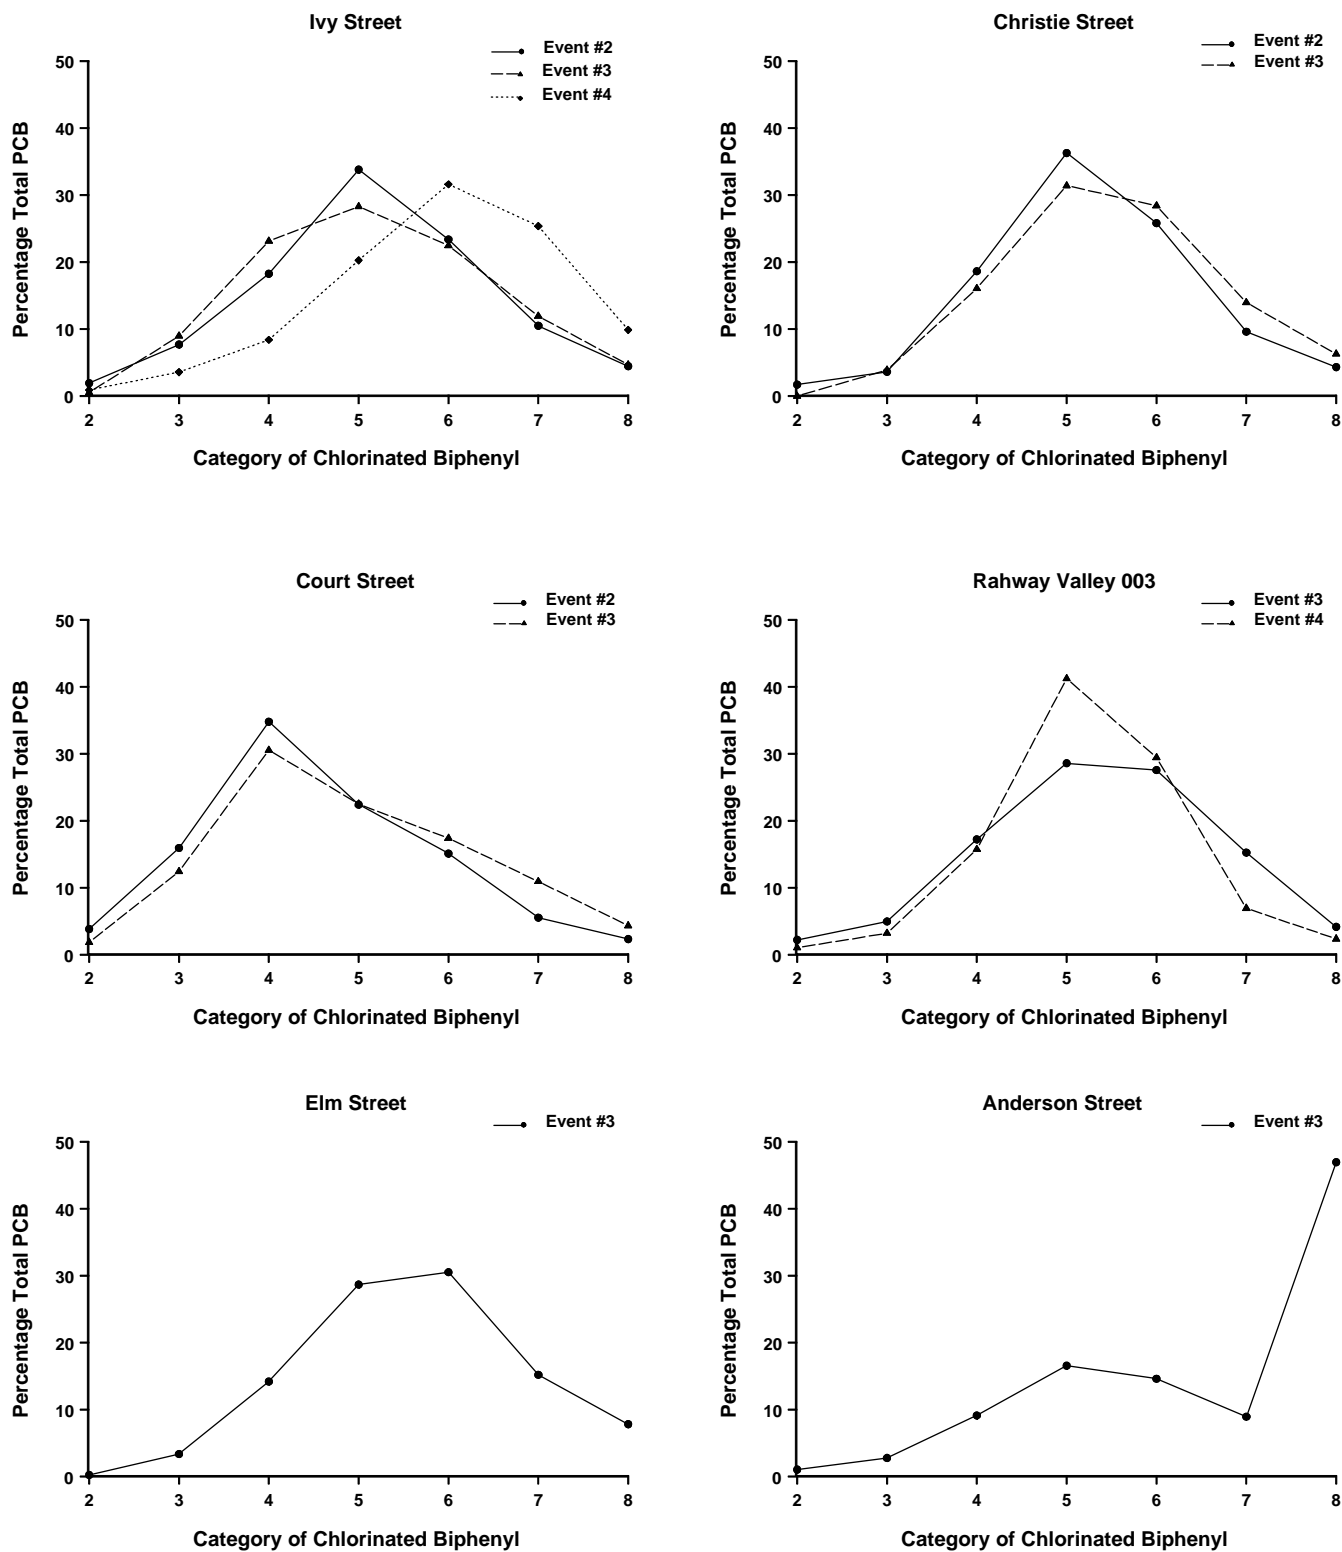 Ivy Street
Event #2
Event #3
Event #4
Percentage Total PCB
50
40
30
20
10
0
2 3 4 5 6 7 8
Category of Chlorinated Biphenyl
Christie Street
Event #2
Event #3
Percentage Total PCB
50
40
30
20
10
0
2 3 4 5 6 7 8
Category of Chlorinated Biphenyl
Court Street
Event #2
Event #3
Percentage Total PCB
50
40
30
20
10
0
2 3 4 5 6 7 8
Category of Chlorinated Biphenyl
Rahway Valley 003
Event #3
Event #4
Percentage Total PCB
50
40
30
20
10
0
2 3 4 5 6 7 8
Category of Chlorinated Biphenyl
Elm Street
Event #3
Percentage Total PCB
50
40
30
20
10
0
2 3 4 5 6 7 8
Category of Chlorinated Biphenyl
Anderson Street
Event #3
Percentage Total PCB
50
40
30
20
10
0
2 3 4 5 6 7 8
Category of Chlorinated Biphenyl